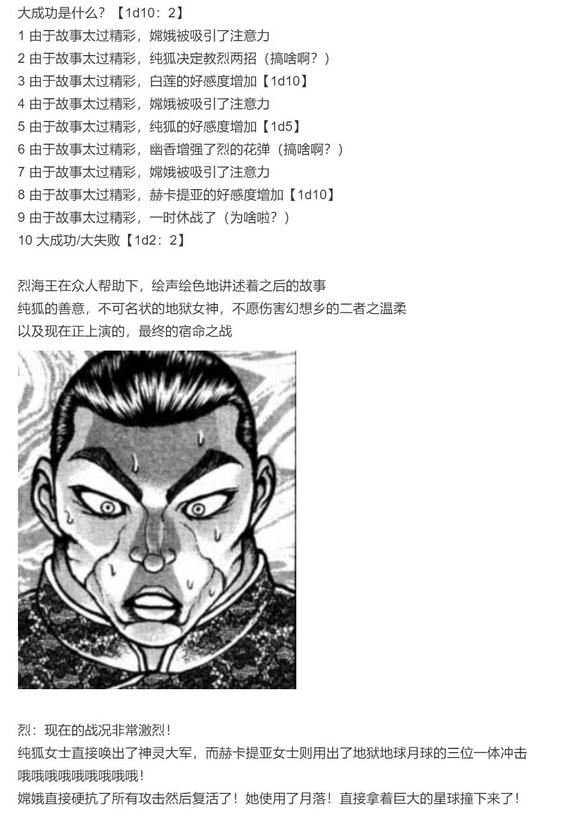 大成功是什么？【1d10：2】
1 由于故事太过精彩，嫦娥被吸引了注意力
2 由于故事太过精彩，纯狐决定教烈两招（搞啥啊？）
3 由于故事太过精彩，白莲的好感度增加【1d10】
4 由于故事太过精彩，嫦娥被吸引了注意力
5 由于故事太过精彩，纯狐的好感度增加【1d5】
6 由于故事太过精彩，幽香增强了烈的花弹（搞啥啊？）
7 由于故事太过精彩，嫦娥被吸引了注意力
8 由于故事太过精彩，赫卡提亚的好感度增加【1d10】
9 由于故事太过精彩，一时休战了（为啥啦？）
10 大成功/大失败【1d2：2】
烈海王在众人帮助下，绘声绘色地讲述着之后的故事
纯狐的善意，不可名状的地狱女神，不愿伤害幻想乡的二者之温柔
以及现在正上演的，最终的宿命之战
烈：现在的战况非常激烈！
纯狐女士直接唤出了神灵大军，而赫卡提亚女士则用出了地狱地球月球的三位一体冲击
哦哦哦哦哦哦哦哦哦！
嫦娥直接硬抗了所有攻击然后复活了！她使用了月落！直接拿着巨大的星球撞下来了！